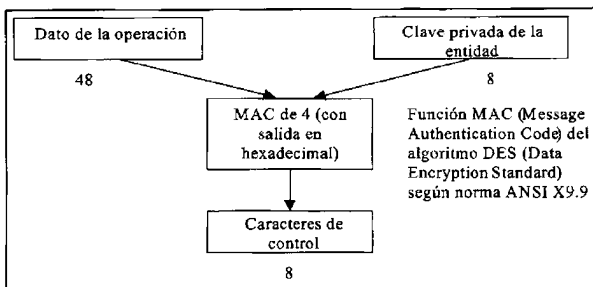 Dato de la operación
Clave privada de la
entidad
48
8
MAC de 4 (con
salida en
hexadecimal)
Función MAC (Message
Authentication Code) del
algoritmo DES (Data
Encryption Standard)
según norma ANSI X9.9
Caracteres de
control
8